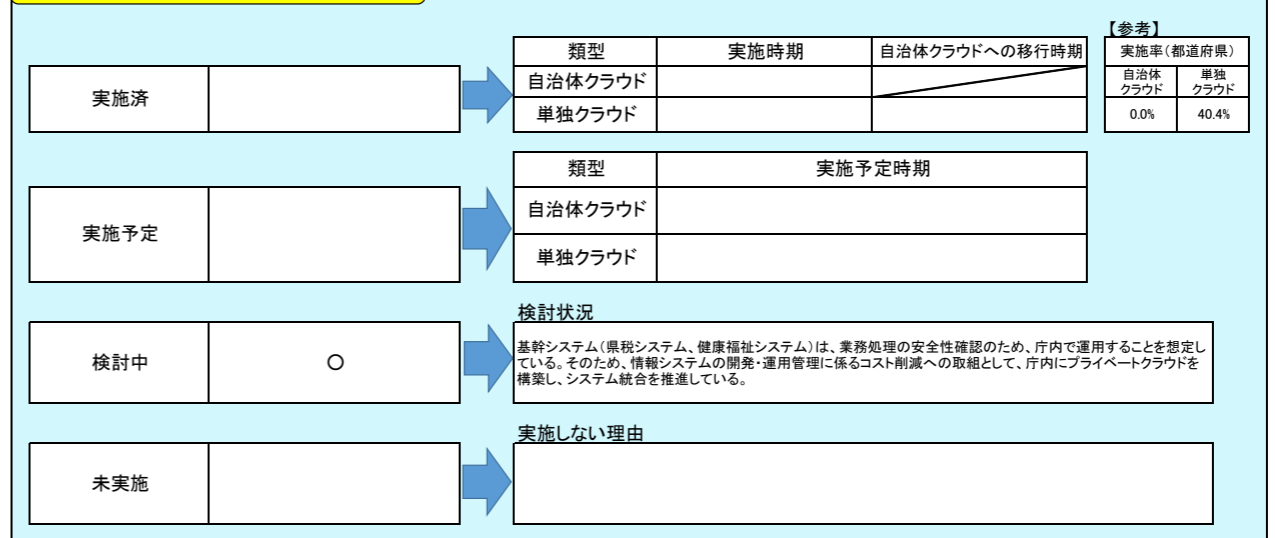 【参考】
類型 実施時期 自治体クラウドへの移行時期
実施率(都道府県)
実施済
自治体クラウド
単独クラウド
自治体
クラウド
単独
クラウド
0.0% 40.4%
類型 実施予定時期
実施予定
自治体クラウド
単独クラウド
検討状況
検討中 〇
基幹システム(県税システム、健康福祉システム)は、業務処理の安全性確認のため、庁内で運用することを想定し
ている。そのため、情報システムの開発・運用管理に係るコスト削減への取組として、庁内にプライベートクラウドを
構築し、システム統合を推進している。
実施しない理由
未実施